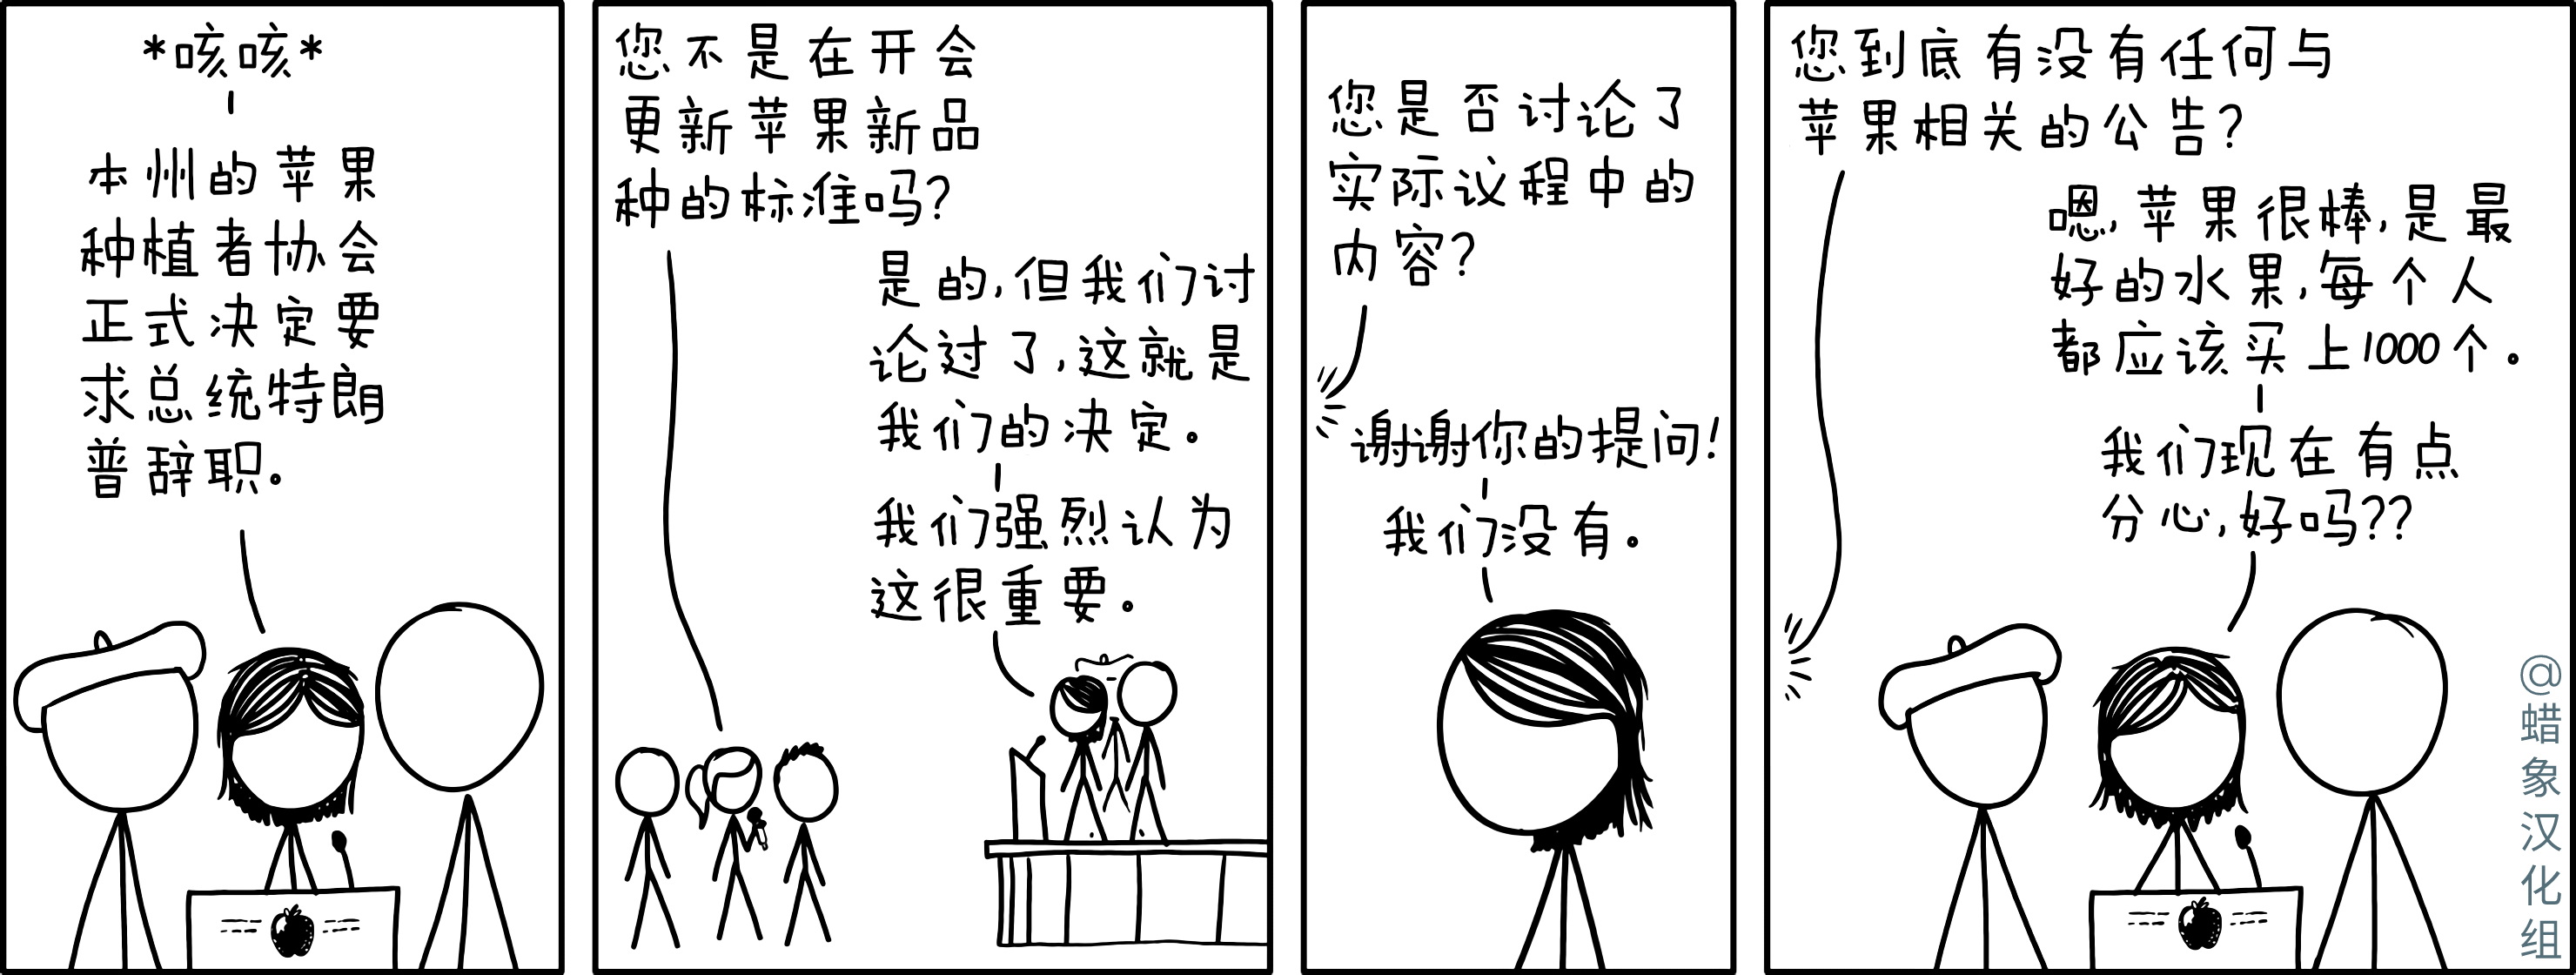 *咳咳*
本州的苹果
种植者协会
正式决定要
求总统特朗
普辞职。
您不是在开会
更新苹果新品
种的标准吗?
是的,但我们讨
论过了,这就是
我们的决定。
我们强烈认为
这很重要。
您是否讨论了
实际议程中的
内容?
谢谢你的提问!
我们没有。
您到底有没有任何与
苹果相关的公告?
嗯,苹果很棒,是最
好的水果,每个人
都应该买上1000个。
我们现在有点
分心,好吗??
@蜡象汉化组